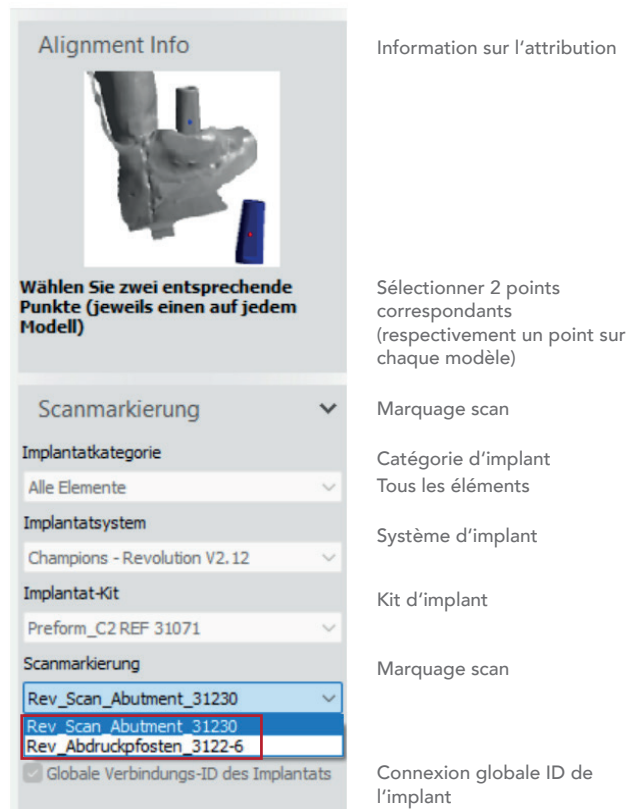 Alignment Info
Information sur l'attribution
Wählen Sie zwei entsprechende
Punkte (jeweils einen auf jedem
Modell)
Sélectionner 2 points
correspondants
(respectivement un point sur
chaque modèle)
Scanmarkierung
Marquage scan
Implantatkategorie
Catégorie d'implant
Alle Elemente
Tous les éléments
Implantatsystem
Système d'implant
Champions - Revolution V2.12
Implantat-Kit
Kit d'implant
Preform_C2 REF 31071
Scanmarkierung
Marquage scan
Rev_Scan_Abutment_31230
Rev_Scan_Abutment_31230
Rev_Abdruckpfosten_3122-6
Globale Verbindungs-ID des Implantats
Connexion globale ID de
l'implant